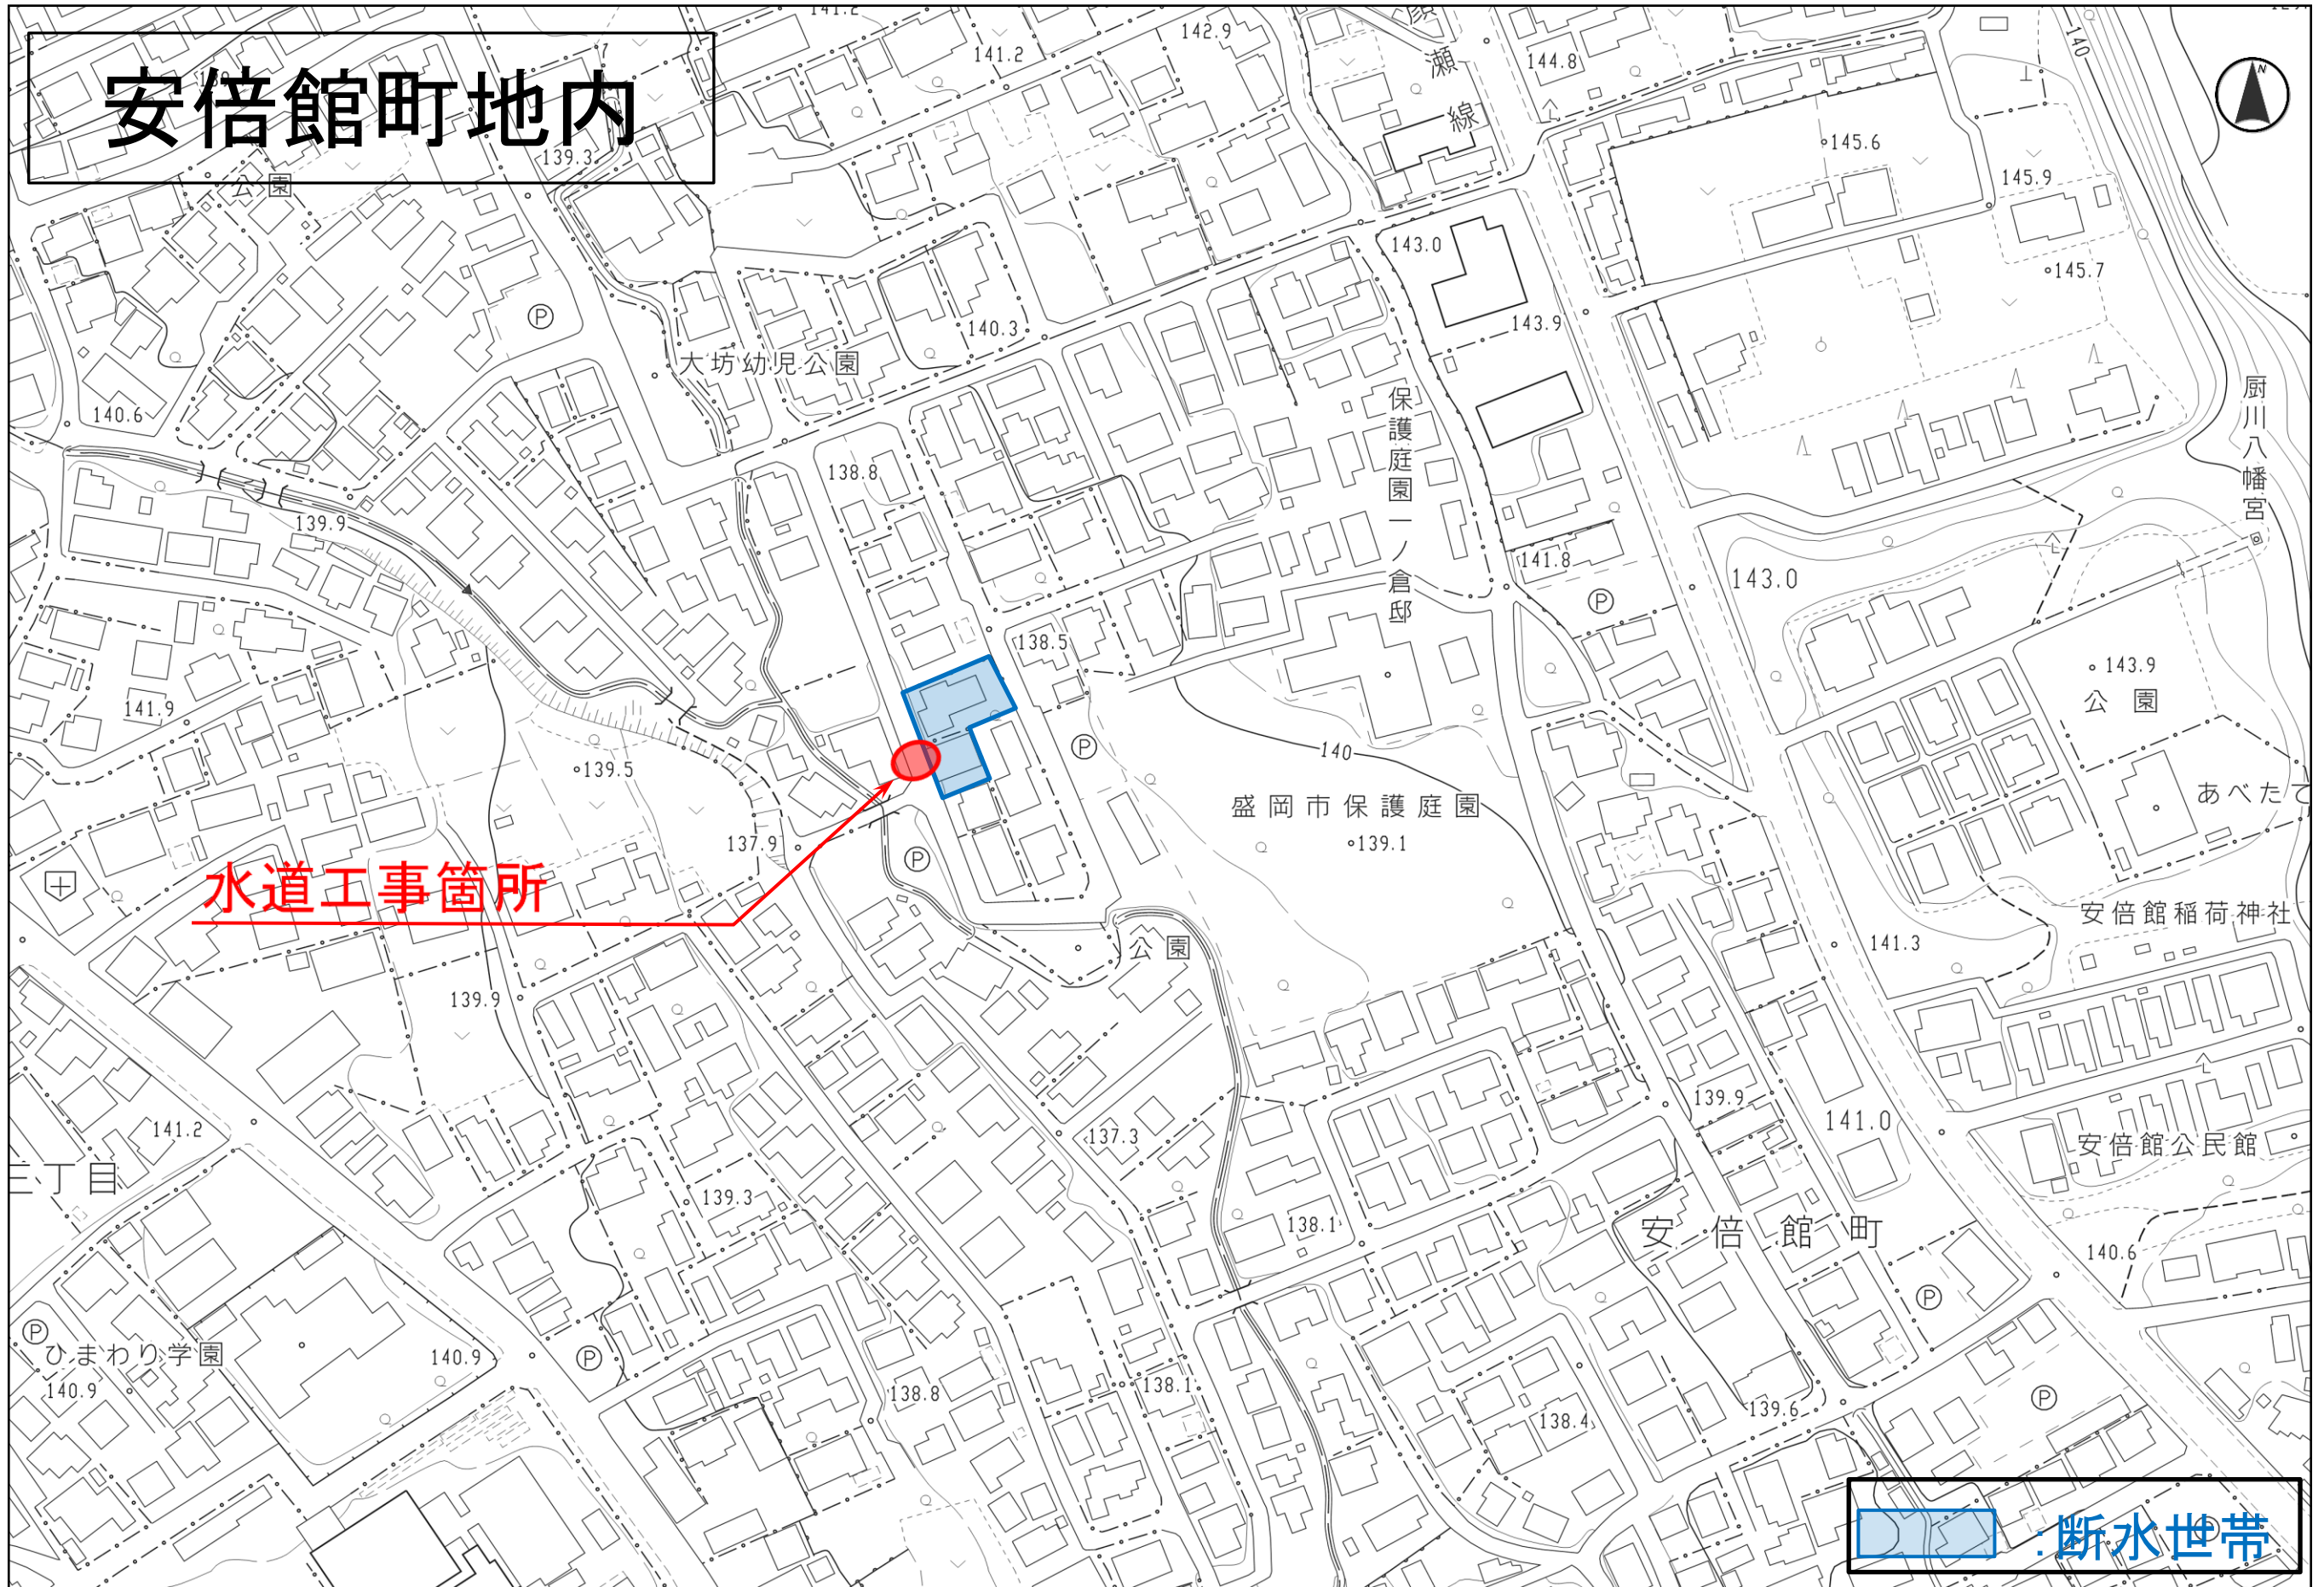 安倍館町地内
141.2
142.9
瀬
線
144.8
140
N
141.2
139.3
公園
145.6
145.9
145.7
143.0
143.9
140.3
P
大坊幼児公園
140.6
保護庭園一ノ倉邸
厨川八幡宮
138.8
139.9
141.8
143.0
P
138.5
143.9
公園
141.9
140
P
139.5
盛岡市保護庭園
139.1
あべたて
137.9
P
水道工事箇所
安倍館稲荷神社
141.3
公園
139.9
139.9
141.0
141.2
137.3
安倍館公民館
三丁目
139.3
138.1
安倍館町
140.6
P
P
ひまわり学園
140.9
P
140.9
138.8
138.1
138.4
139.6
P
:断水世帯